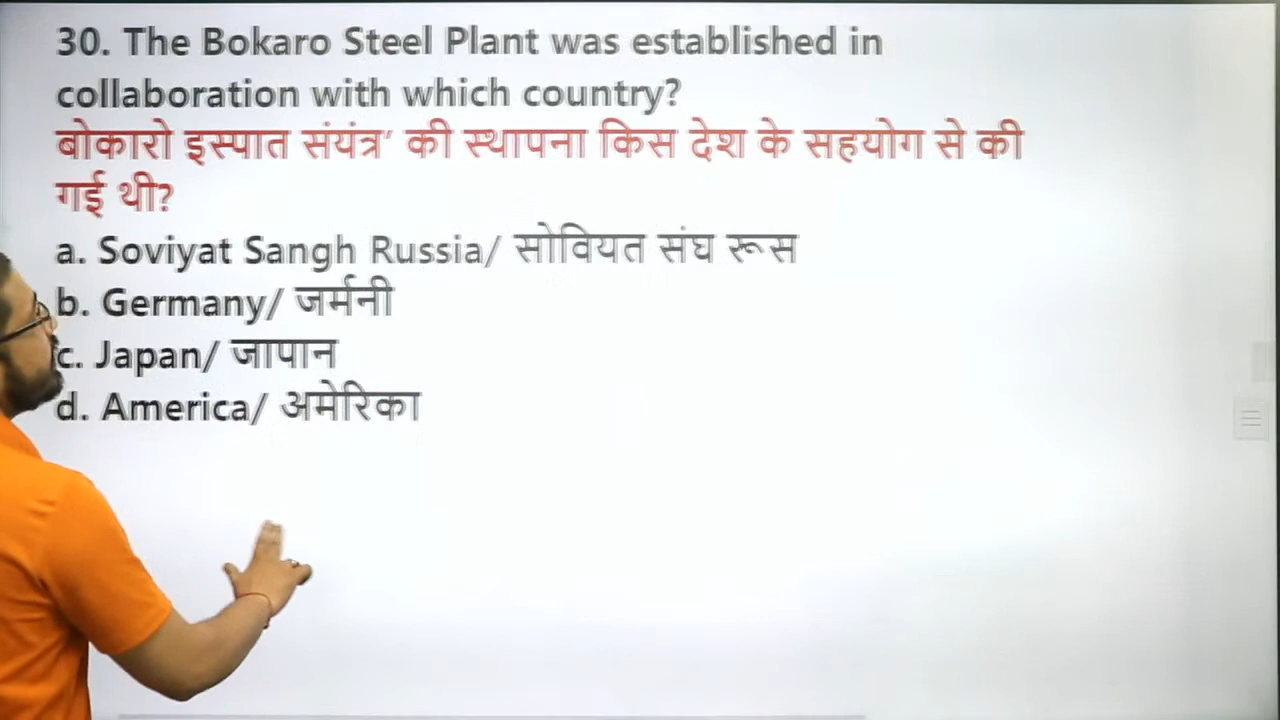 30. The Bokaro Steel Plant was established in
collaboration with which country?
बोकारो इस्पात संयंत्र’ की स्थापना किस देश के सहयोग से की
गई थी?
a. Soviyat Sangh Russia/ सोवियत संघ रूस
b. Germany/ जर्मनी
c. Japan/ जापान
d. America/ अमेरिका